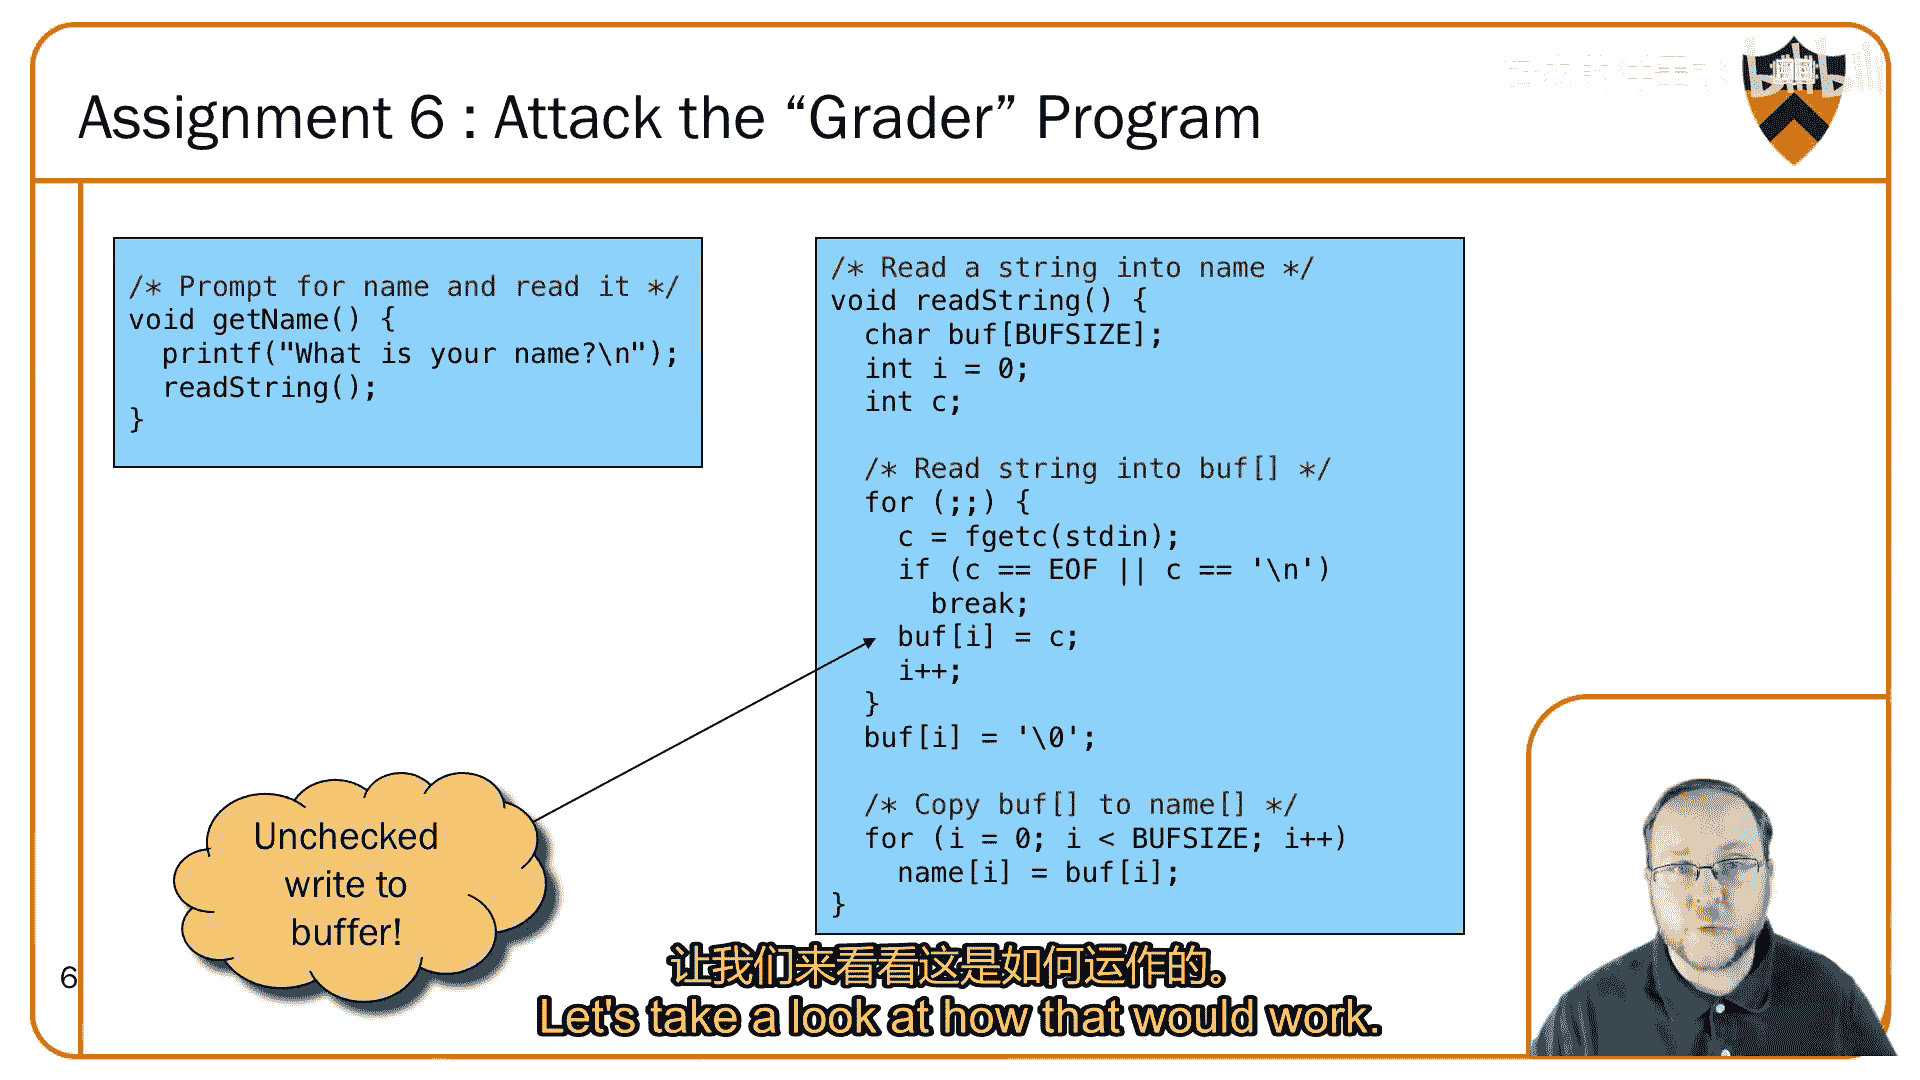 Assignment 6 : Attack the “Grader” Program
/* Prompt for name and read it */
void getName() {
  printf("What is your name?\n");
  readString();
}
/* Read a string into name */
void readString() {
  char buf[BUFSIZE];
  int i = 0;
  int c;
  /* Read string into buf[] */
  for (;;) {
    c = fgetc(stdin);
    if (c == EOF || c == '\n')
      break;
    buf[i] = c;
    i++;
  }
  buf[i] = '\0';
  /* Copy buf[] to name[] */
  for (i = 0; i < BUFSIZE; i++)
    name[i] = buf[i];
}
Unchecked
write to
buffer!
6
让我们来看看这是如何运作的。
Let's take a look at how that would work.